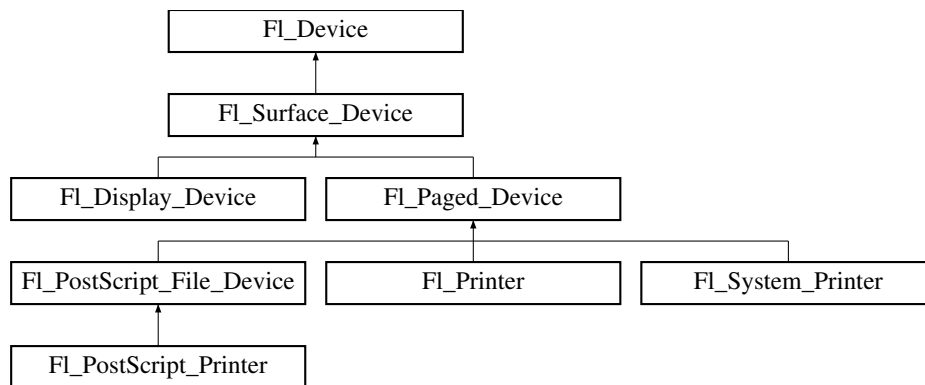 Fl_Device
Fl_Surface_Device
Fl_Display_Device
Fl_Paged_Device
Fl_PostScript_File_Device
Fl_Printer
Fl_System_Printer
Fl_PostScript_Printer